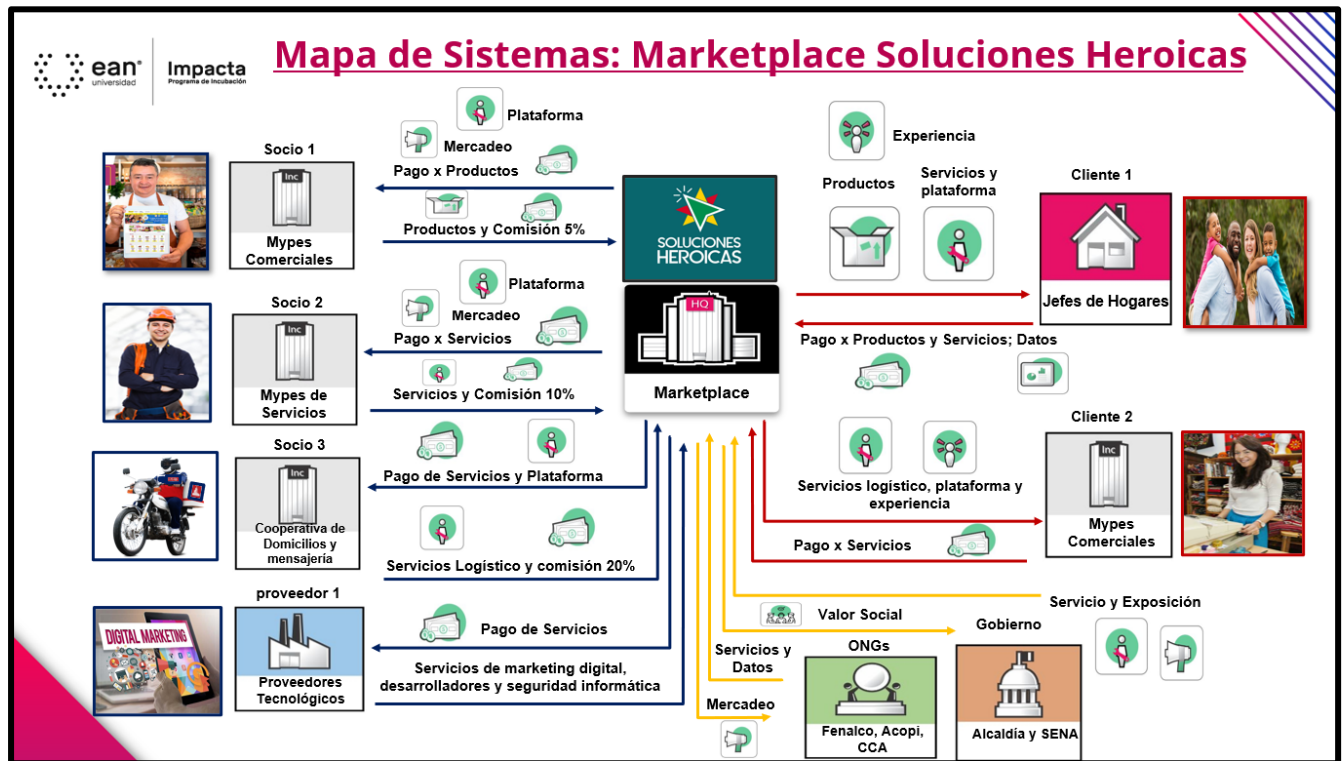 ean®
universidad
Impacta
Programa de Incubación
Mapa de Sistemas: Marketplace Soluciones Heroicas
Socio 1
Inc
Mypes
Comerciales
Plataforma
Mercadeo
Pago x Productos
Productos y Comisión 5%
Socio 2
Inc
Mypes de
Servicios
Plataforma
Mercadeo
Pago x Servicios
Servicios y Comisión 10%
Socio 3
Inc
Cooperativa de
Domicilios y
mensajería
Pago de Servicios y Plataforma
Servicios Logístico y comisión 20%
proveedor 1
DIGITAL MARKETING
Proveedores
Tecnológicos
Pago de Servicios
Servicios de marketing digital,
desarrolladores y seguridad informática
SOLUCIONES
HEROICAS
HQ
Marketplace
Experiencia
Productos
Servicios y
plataforma
Cliente 1
Jefes de Hogares
Pago x Productos y Servicios; Datos
Cliente 2
Inc
Mypes
Comerciales
Servicios logístico, plataforma y
experiencia
Pago x Servicios
Servicio y Exposición
Valor Social
Gobierno
Alcaldía y SENA
Servicios y
Datos
ONGs
Fenalco, Acopi,
CCA
Mercadeo